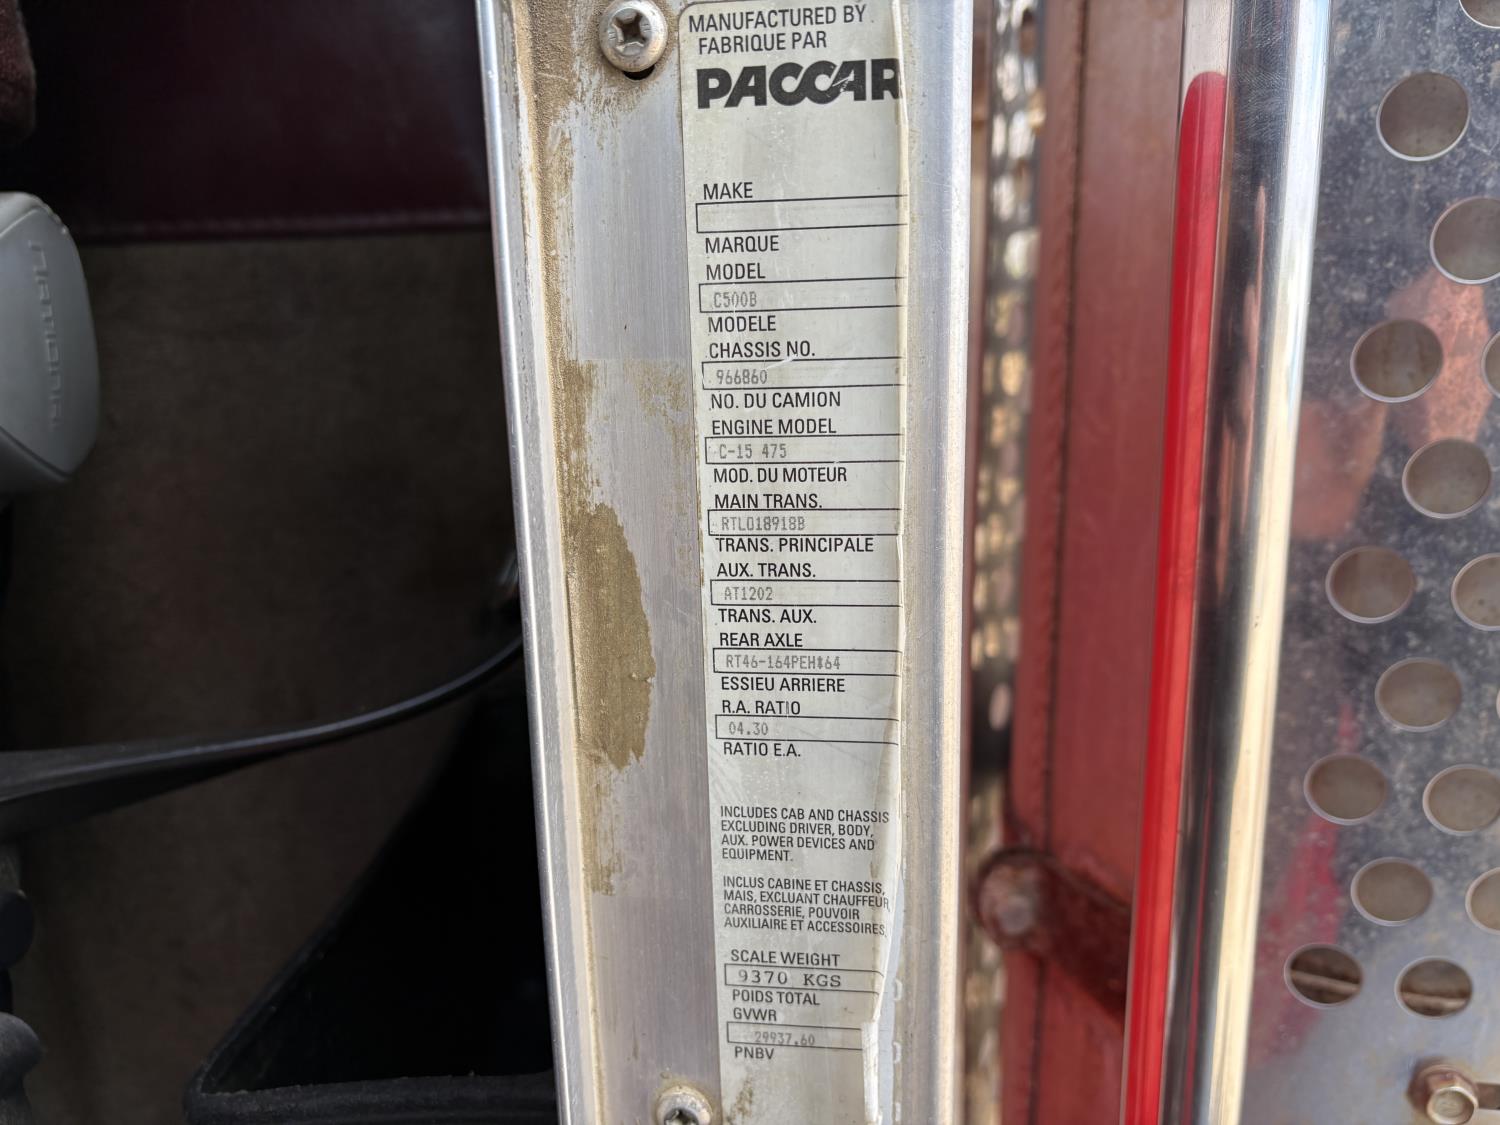 MANUFACTURED BY
FABRIQUE PAR
PACCAR
MAKE
MARQUE
MODEL
C500B
MODELE
CHASSIS NO.
966860
NO. DU CAMION
ENGINE MODEL
C-15 475
MOD. DU MOTEUR
MAIN TRANS.
RTLO18918B
TRANS. PRINCIPALE
AUX. TRANS.
AT1202
TRANS. AUX.
REAR AXLE
RT46-164PEH*64
ESSIEU ARRIERE
R.A. RATIO
04.30
RATIO E.A.
INCLUDES CAB AND CHASSIS
EXCLUDING DRIVER, BODY,
AUX. POWER DEVICES AND
EQUIPMENT.
INCLUS CABINE ET CHASSIS,
MAIS, EXCLUANT CHAUFFEUR
CARROSSERIE, POUVOIR
AUXILIAIRE ET ACCESSOIRES
SCALE WEIGHT
9370 KGS
POIDS TOTAL
GVWR
29937.60
PNBV
NATIONAL